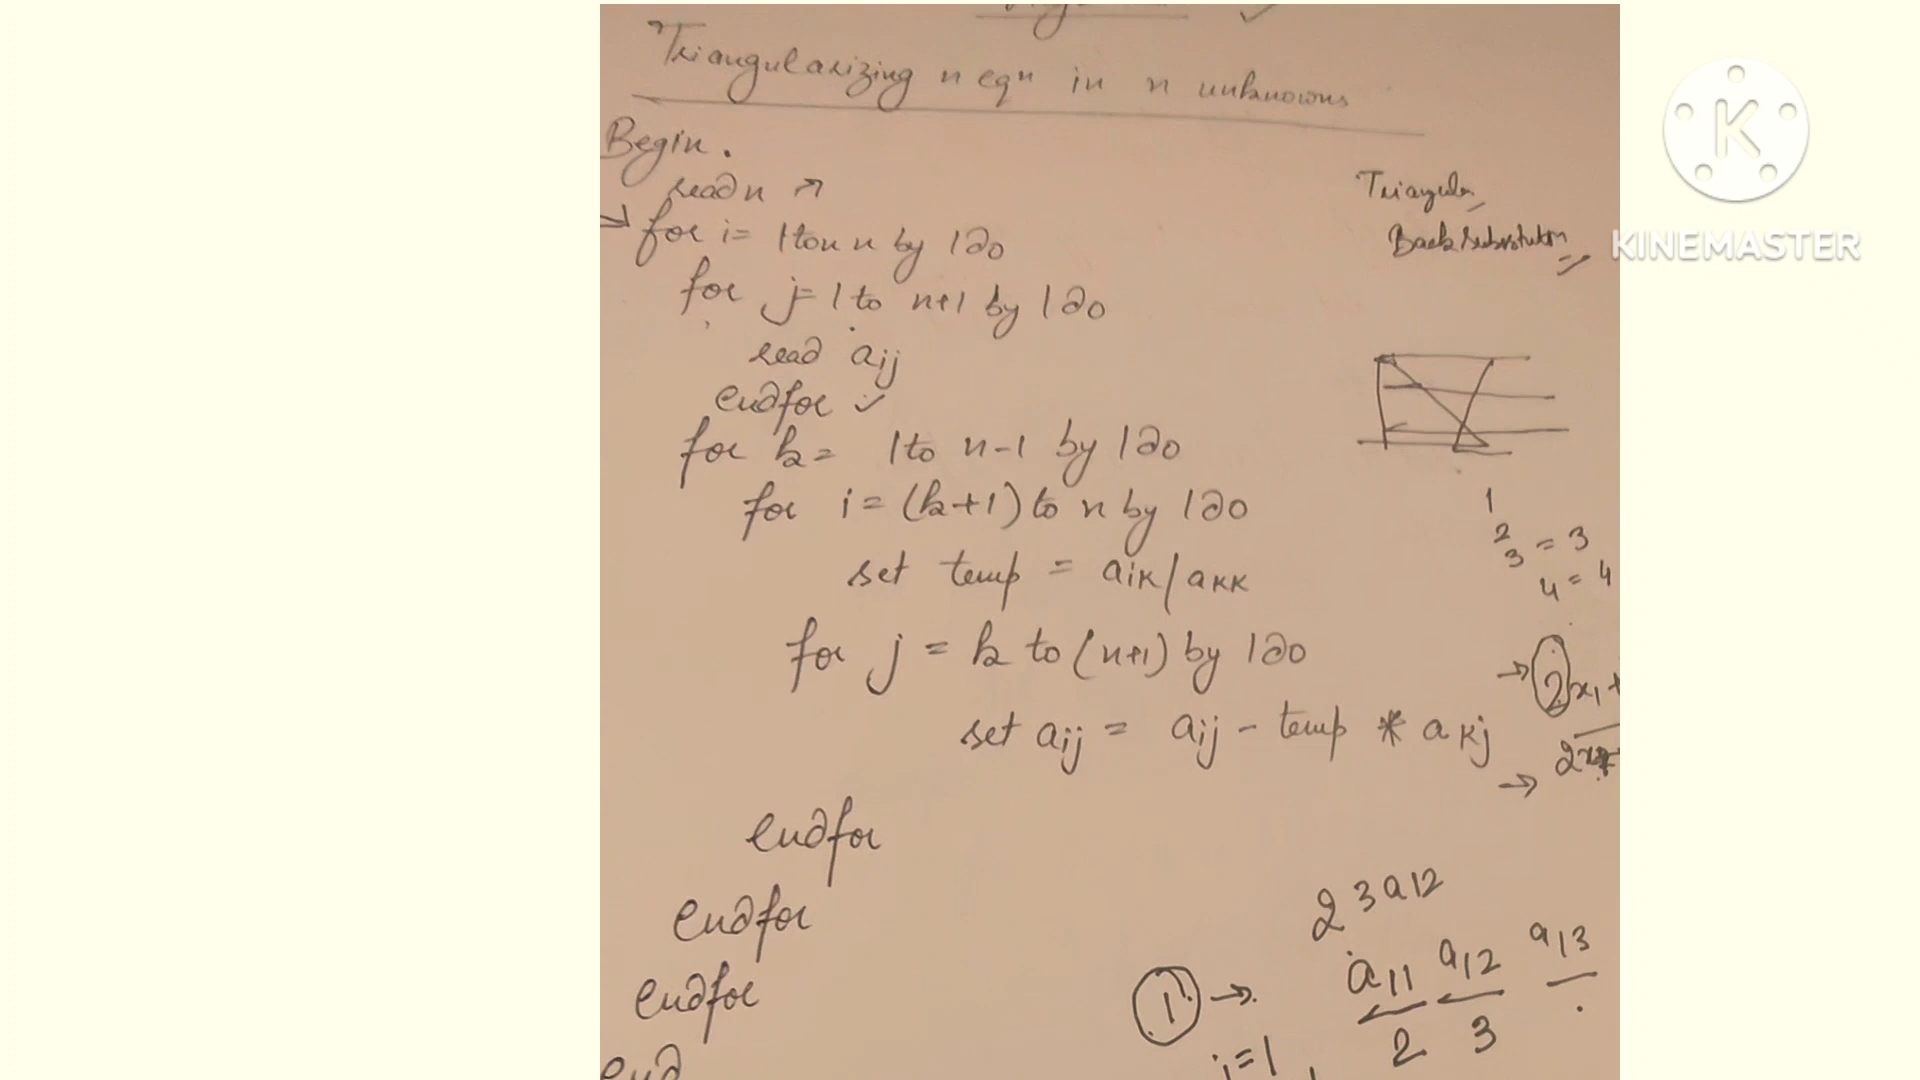 Triangularizing n eqn in n unknowns
Begin.
read n
for i = 1 to n by 1 do
for j = 1 to n+1 by 1 do
read aij
endfor ✓
for k = 1 to n-1 by 1 do
for i = (k+1) to n by 1 do
set temp = aik/akk
for j = k to (n+1) by 1 do
set aij = aij - temp * akj
endfor
endfor
endfor
end
Triangular
Back Substitution
1
2
3 = 3
4 = 4
→ 2x1 +
→
2 3 a12
1 → a11 a12 a13
2 3
i=1
K
KINEMASTER